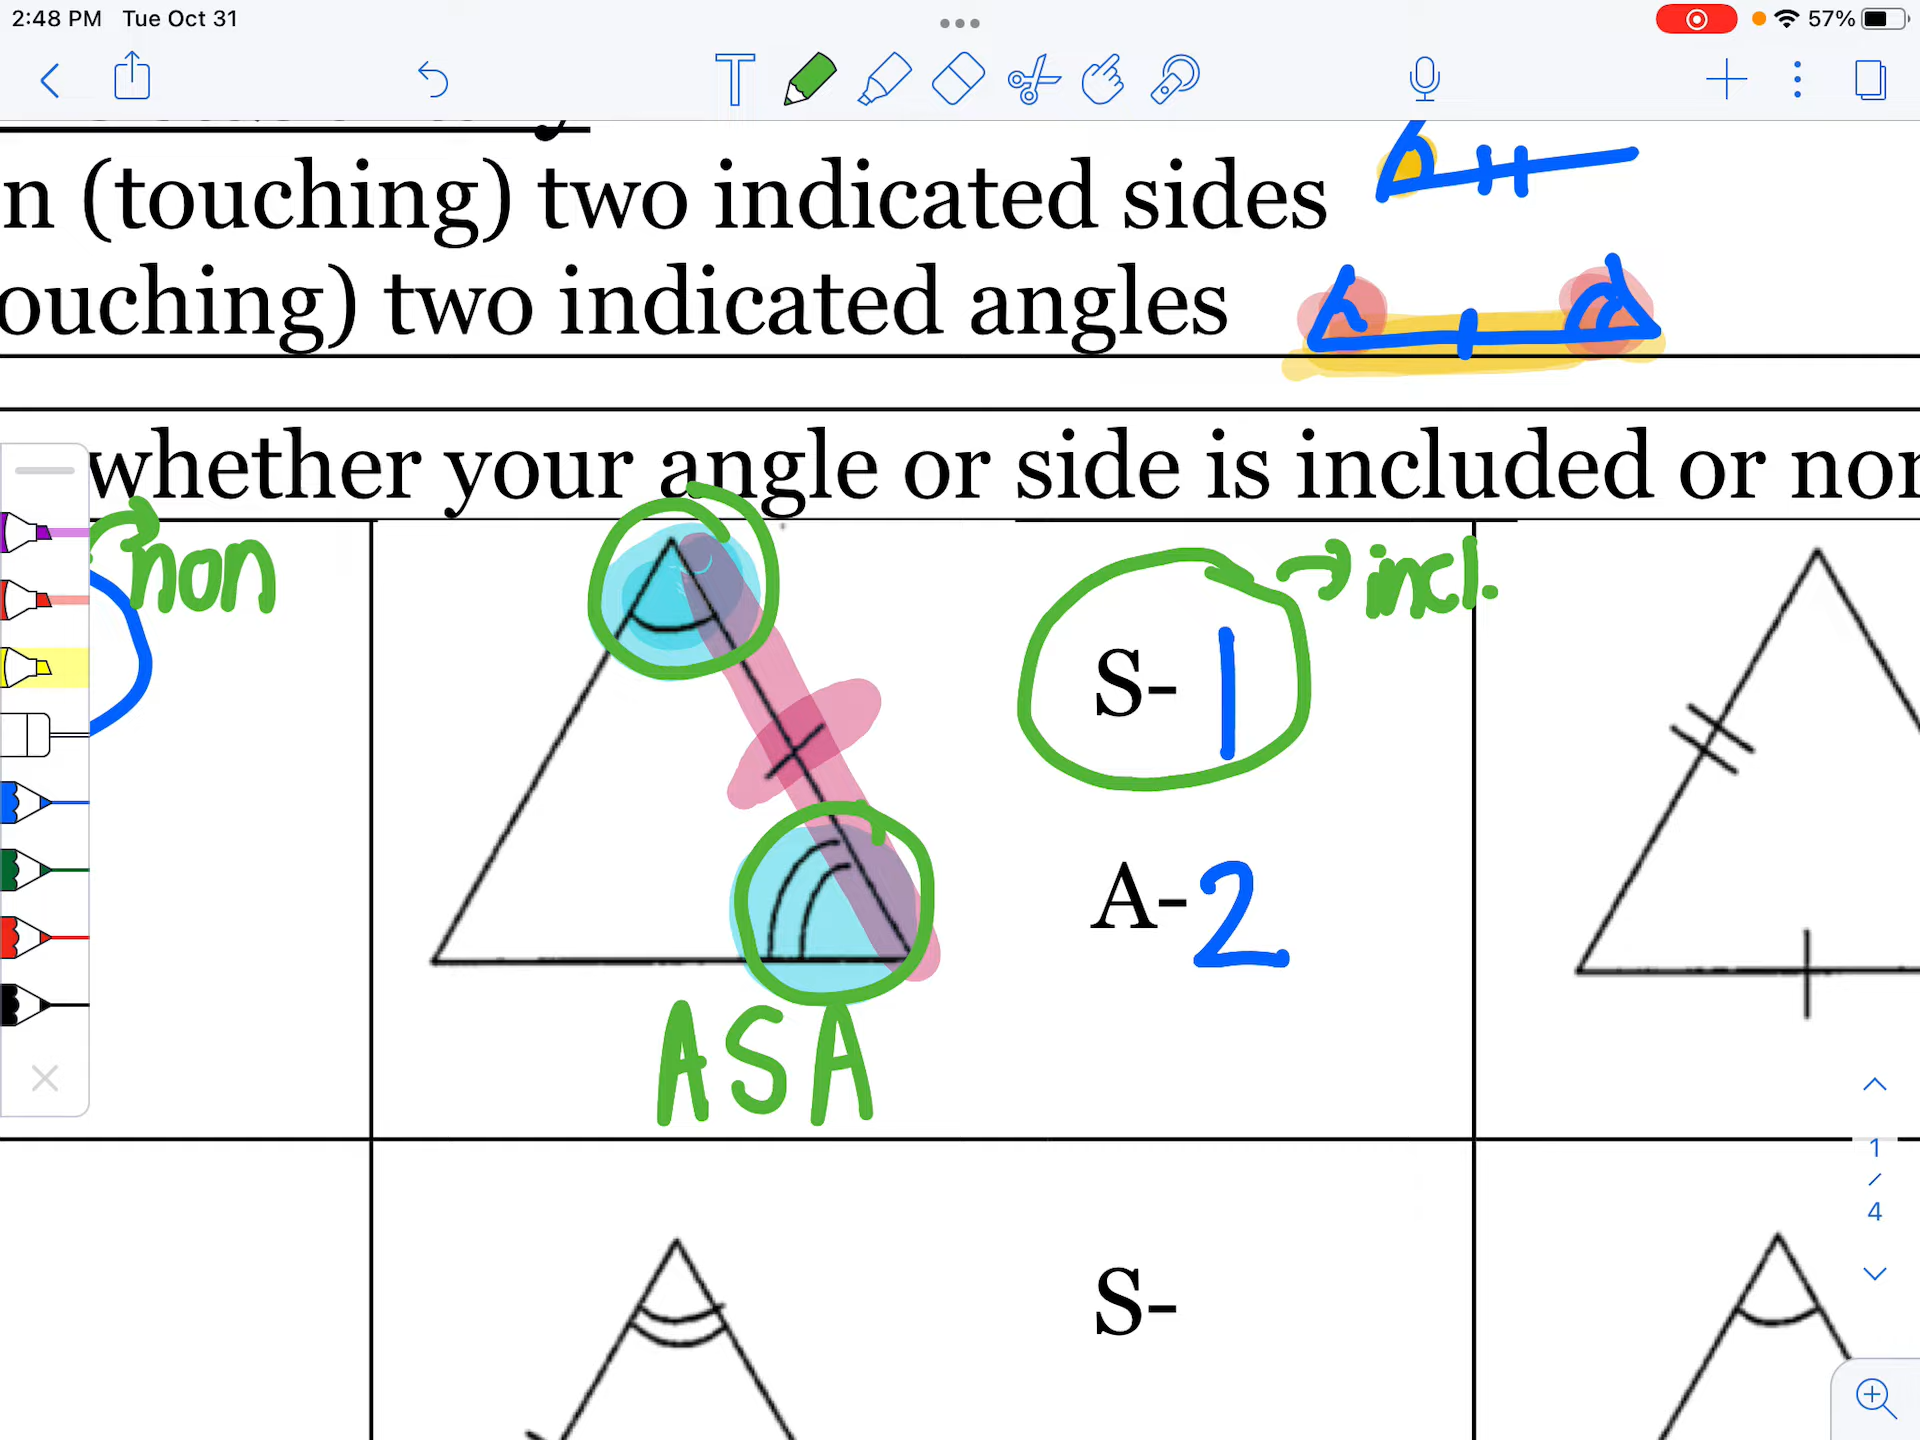 2:48 PM Tue Oct 31
57%
T
n (touching) two indicated sides
ouching) two indicated angles
whether your angle or side is included or non
non
incl.
S- 1
A- 2
ASA
1
/
4
S-